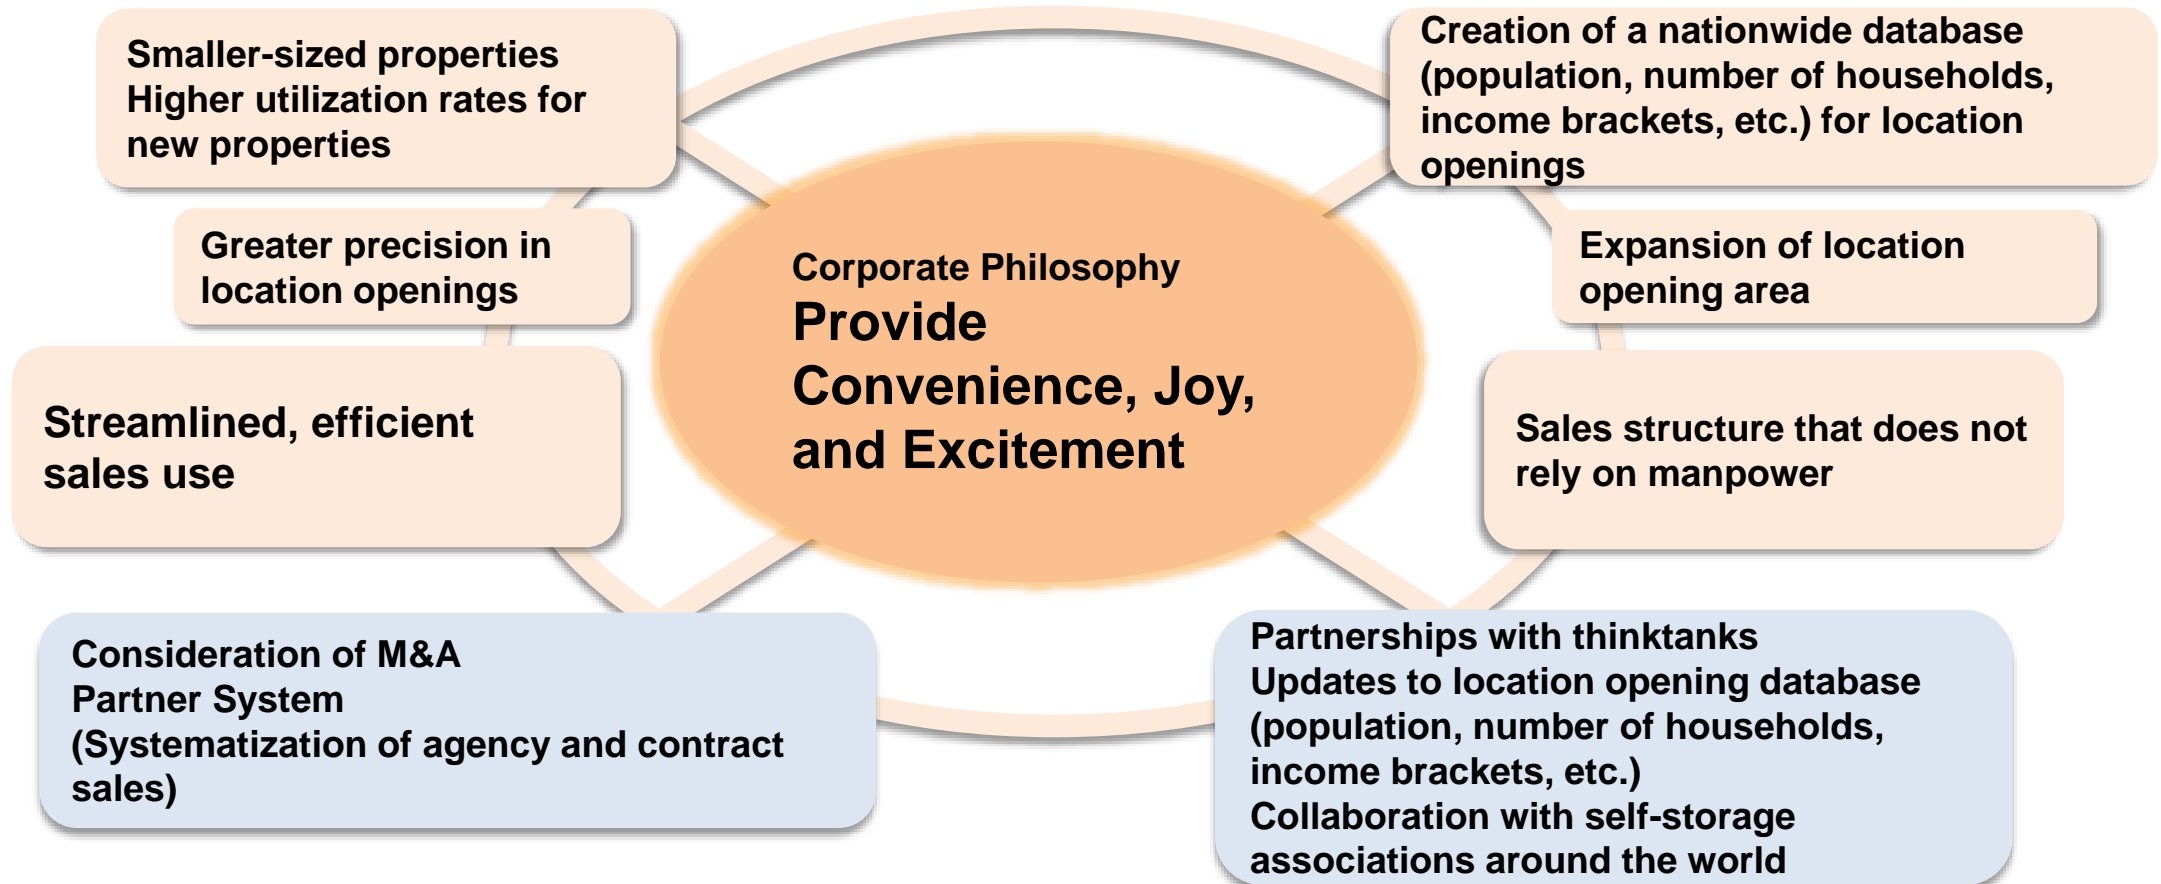 Smaller-sized properties
Higher utilization rates for
new properties
Creation of a nationwide database
(population, number of households,
income brackets, etc.) for location
openings
Greater precision in
location openings
Expansion of location
opening area
Corporate Philosophy
Provide
Convenience, Joy,
and Excitement
Streamlined, efficient
sales use
Sales structure that does not
rely on manpower
Consideration of M&A
Partner System
(Systematization of agency and contract
sales)
Partnerships with thinktanks
Updates to location opening database
(population, number of households,
income brackets, etc.)
Collaboration with self-storage
associations around the world